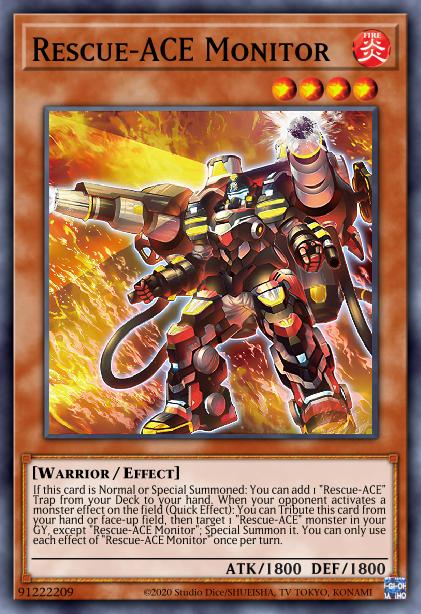 RESCUE-ACE MONITOR
FIRE
炎
[WARRIOR / EFFECT]
If this card is Normal or Special Summoned: You can add 1 "Rescue-ACE"
Trap from your Deck to your hand. When your opponent activates a
monster effect on the field (Quick Effect): You can Tribute this card from
your hand or face-up field, then target 1 "Rescue-ACE" monster in your
GY, except "Rescue-ACE Monitor"; Special Summon it. You can only use
each effect of "Rescue-ACE Monitor" once per turn.
ATK/1800 DEF/1800
91222209
©2020 Studio Dice/SHUEISHA, TV TOKYO, KONAMI